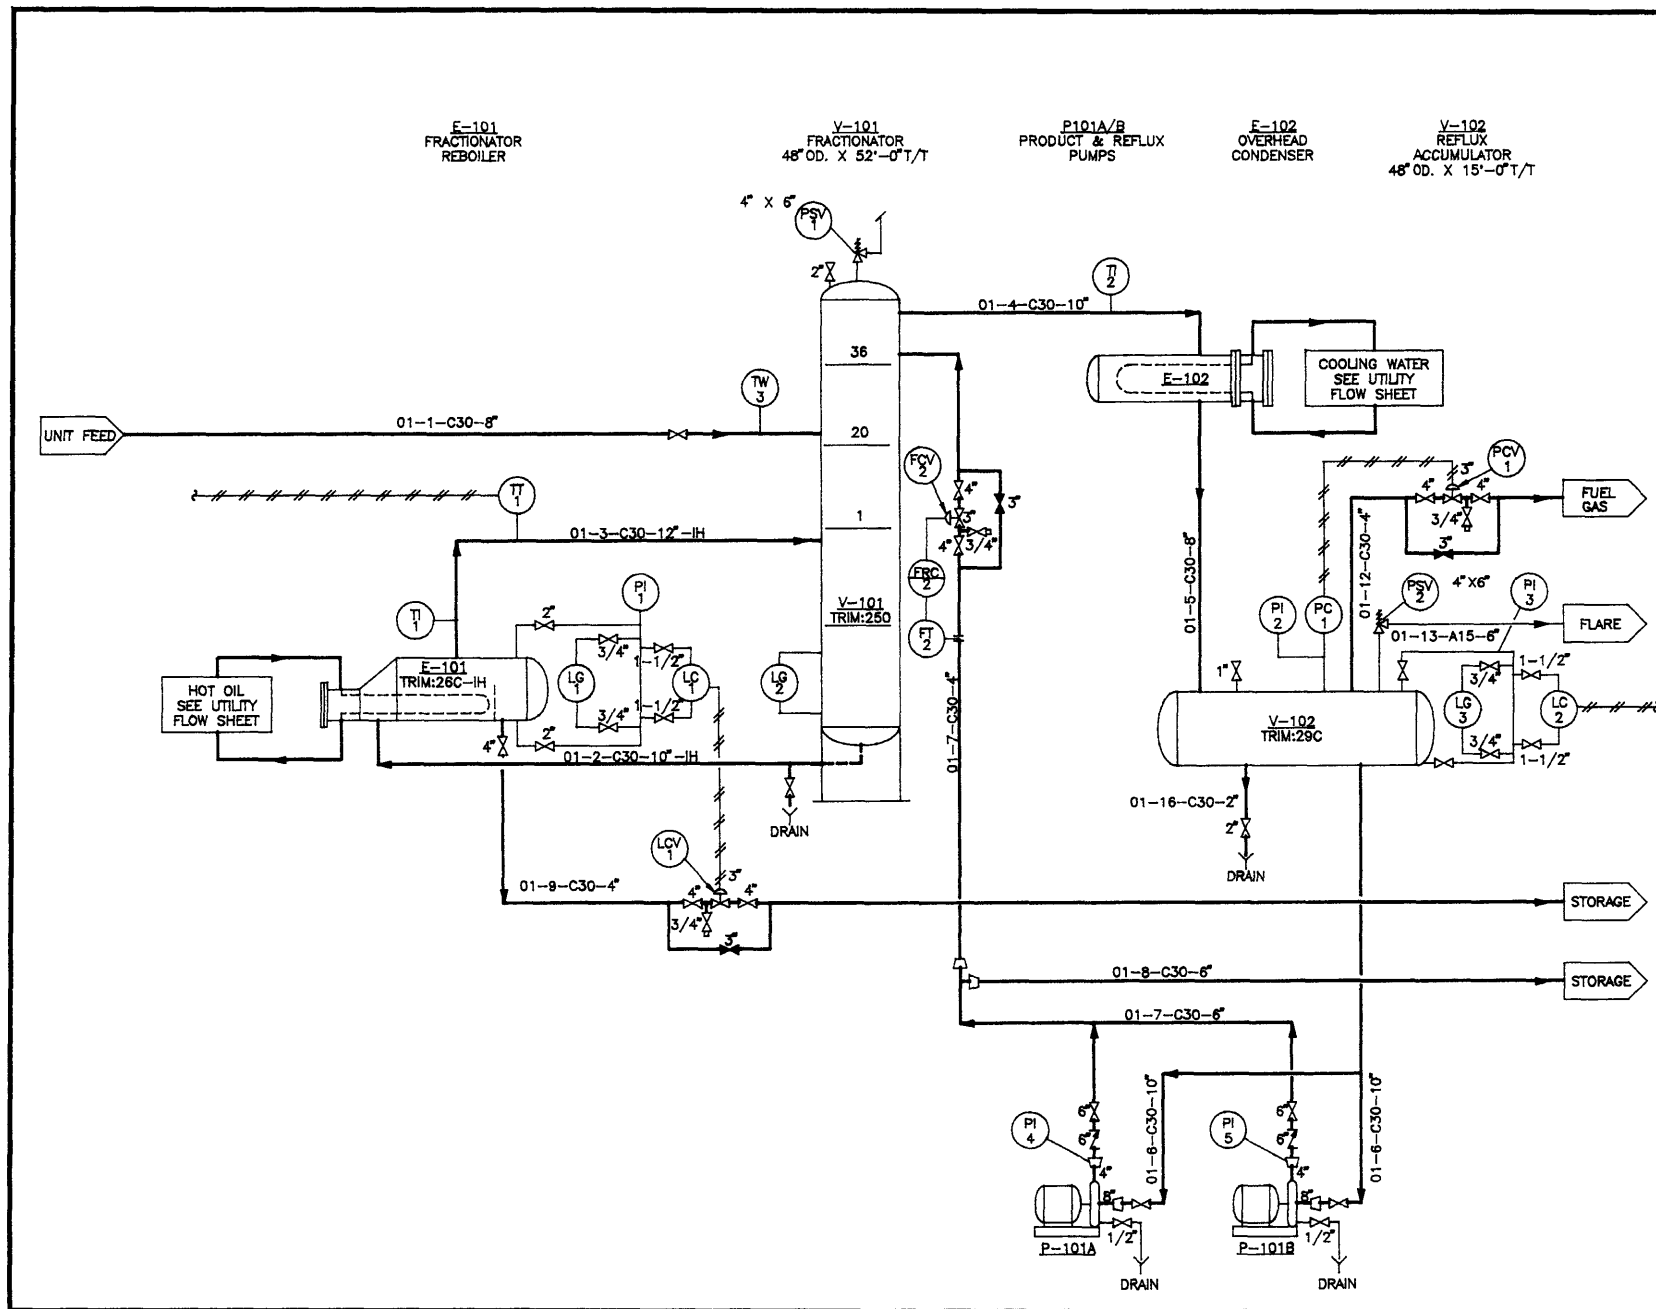 E-101
FRACTIONATOR
REBOILER
V-101
FRACTIONATOR
48" OD. X 52'-0" T/T
P101A/B
PRODUCT & REFLUX
PUMPS
E-102
OVERHEAD
CONDENSER
V-102
REFLUX
ACCUMULATOR
48" OD. X 15'-0" T/T
4" X 6"
PSV
1
2"
TI
2
01-4-C30-10"
36
E-102
COOLING WATER
SEE UTILITY
FLOW SHEET
TW
3
UNIT FEED
01-1-C30-8"
20
FCV
2
PCV
1
3"
4"
4"
3/4"
3"
FUEL
GAS
TT
1
4"
3"
3"
4"
3/4"
1
01-3-C30-12"-IH
01-5-C30-8"
01-12-C30-4"
FRC
2
FT
2
PI
1
TI
1
2"
V-101
TRIM:250
PI
2
PC
1
PSV
2
4" X6"
PI
3
01-13-A15-6"
FLARE
E-101
TRIM:26C-IH
HOT OIL
SEE UTILITY
FLOW SHEET
3/4"
LG
1
3/4"
1-1/2"
LC
1
1-1/2"
LG
2
1"
V-102
TRIM:29C
3/4"
LG
3
3/4"
1-1/2"
LC
2
1-1/2"
4"
2"
01-2-C30-10"-IH
01-7-C30-4"
DRAIN
01-16-C30-2"
2"
DRAIN
LCV
1
3"
01-9-C30-4"
4"
4"
3/4"
3"
STORAGE
01-8-C30-6"
STORAGE
01-7-C30-6"
6"
6"
PI
4
4"
8"
01-6-C30-10"
6"
6"
PI
5
4"
8"
01-6-C30-10"
P-101A
1/2"
DRAIN
P-101B
1/2"
DRAIN